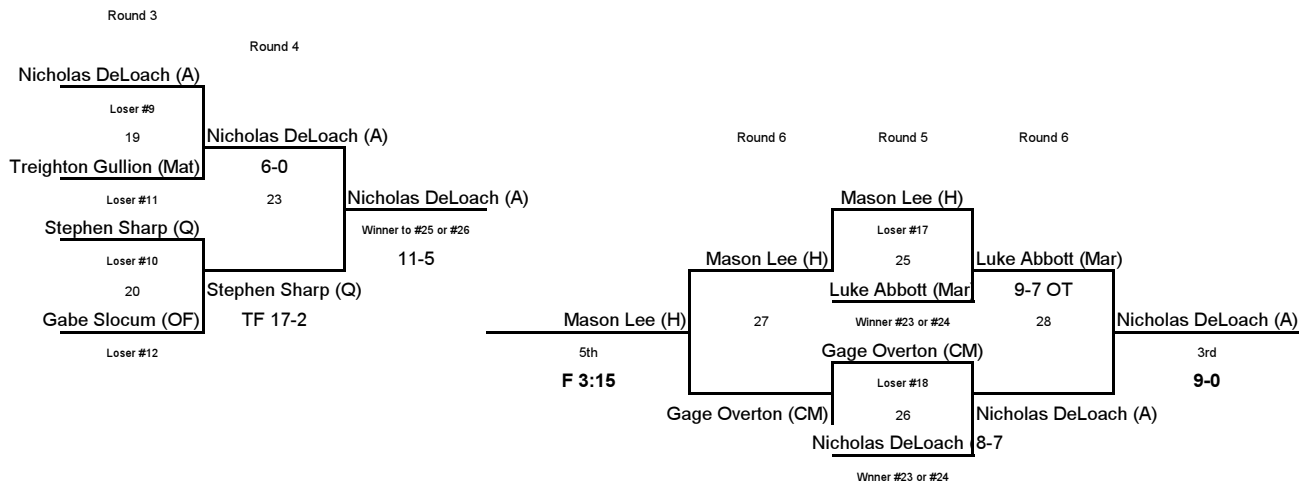 Round 3
Round 4
Nicholas DeLoach (A)
Loser #9
19
Nicholas DeLoach (A)
Treighton Gullion (Mat)
6-0
Loser #11
23
Nicholas DeLoach (A)
Stephen Sharp (Q)
Winner to #25 or #26
Loser #10
11-5
20
Stephen Sharp (Q)
Gabe Slocum (OF)
TF 17-2
Loser #12
Round 6
Round 5
Round 6
Mason Lee (H)
Loser #17
Mason Lee (H)
25
Luke Abbott (Mar)
Luke Abbott (Mar
9-7 OT
Mason Lee (H)
27
Winner #23 or #24
28
Nicholas DeLoach (A)
5th
Gage Overton (CM)
3rd
F 3:15
Loser #18
9-0
Gage Overton (CM)
26
Nicholas DeLoach (A)
Nicholas DeLoach (
8-7
Wnner #23 or #24